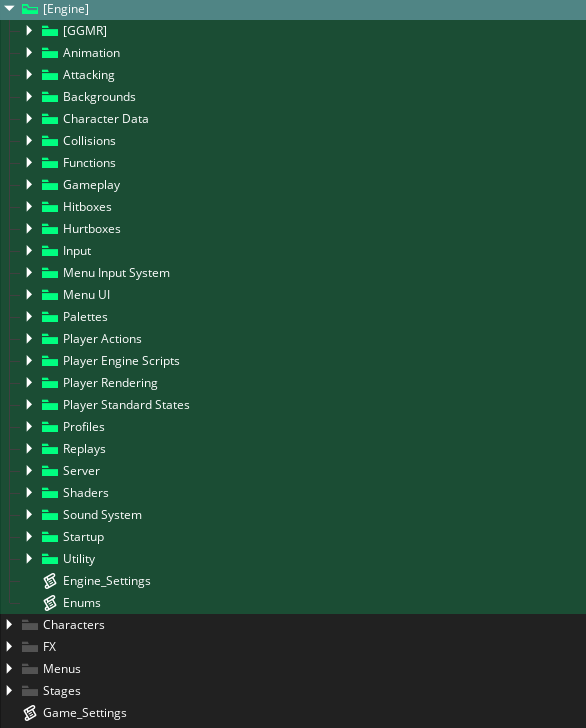 [Engine]
[GGMR]
Animation
Attacking
Backgrounds
Character Data
Collisions
Functions
Gameplay
Hitboxes
Hurtboxes
Input
Menu Input System
Menu UI
Palettes
Player Actions
Player Engine Scripts
Player Rendering
Player Standard States
Profiles
Replays
Server
Shaders
Sound System
Startup
Utility
Engine_Settings
Enums
Characters
FX
Menus
Stages
Game_Settings